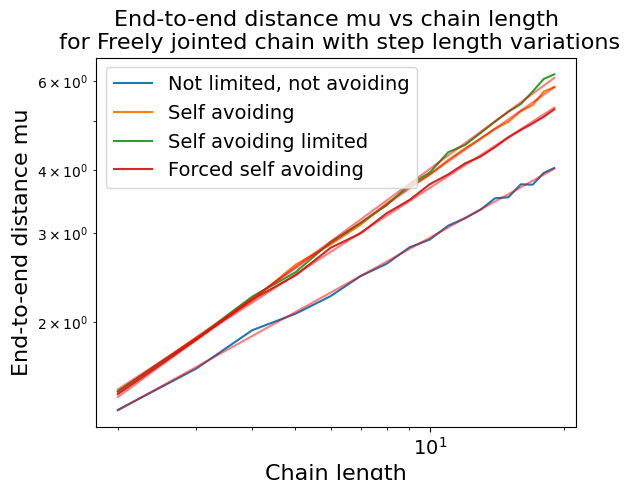 End-to-end distance mu vs chain length
for Freely jointed chain with step length variations
Not limited, not avoiding
Self avoiding
Self avoiding limited
Forced self avoiding
6 × 10⁰
4 × 10⁰
3 × 10⁰
2 × 10⁰
End-to-end distance mu
10¹
Chain length